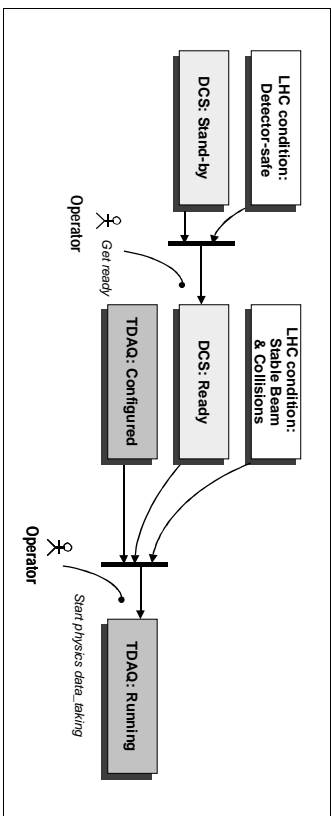 LHC condition:
Detector-safe
DCS: Stand-by
Operator
Get ready
LHC condition:
Stable Beam
& Collisions
DCS: Ready
TDAQ: Configured
Operator
Start physics data_taking
TDAQ: Running